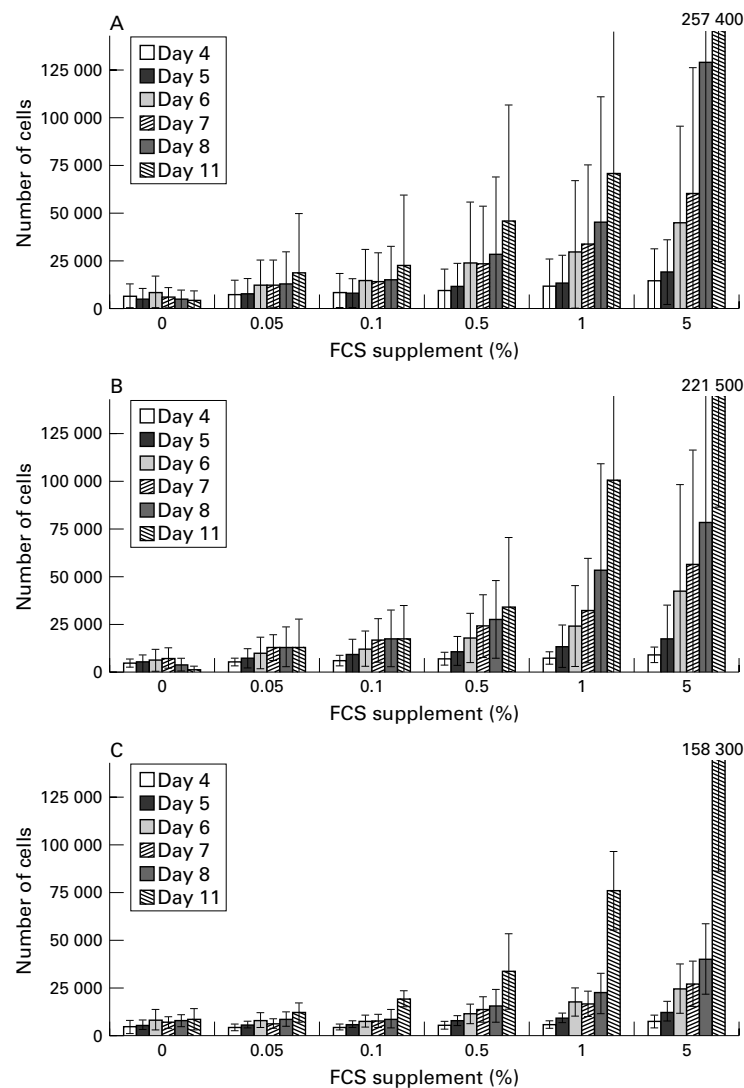 A
257 400
Day 4
Day 5
Day 6
Day 7
Day 8
Day 11
Number of cells
125 000
100 000
75 000
50 000
25 000
0
0 0.05 0.1 0.5 1 5
FCS supplement (%)
B
221 500
Day 4
Day 5
Day 6
Day 7
Day 8
Day 11
Number of cells
125 000
100 000
75 000
50 000
25 000
0
0 0.05 0.1 0.5 1 5
FCS supplement (%)
C
158 300
Day 4
Day 5
Day 6
Day 7
Day 8
Day 11
Number of cells
125 000
100 000
75 000
50 000
25 000
0
0 0.05 0.1 0.5 1 5
FCS supplement (%)